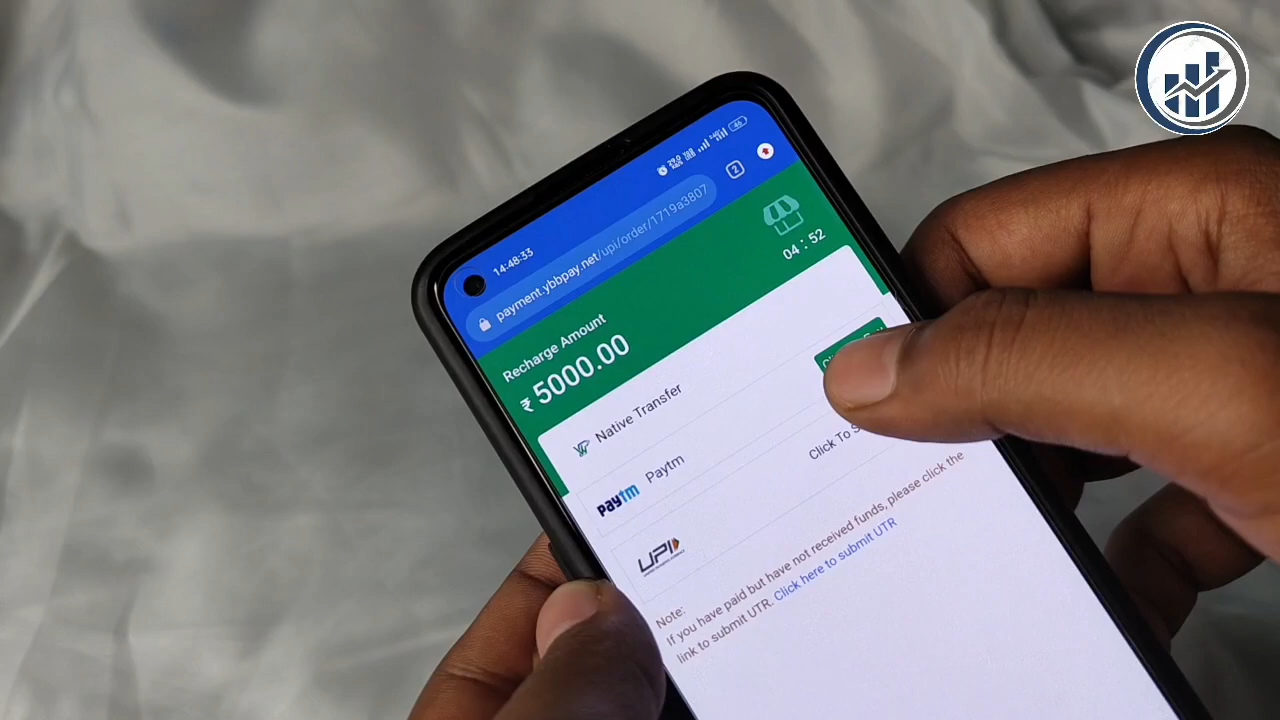 14:48:33
2
payment.ybbpay.net/upi/order/1719a3807
04 : 52
Recharge Amount
₹ 5000.00
Native Transfer
paytm Paytm
Click To
UPI
Note:
If you have paid but have not received funds, please click the
link to submit UTR. Click here to submit UTR